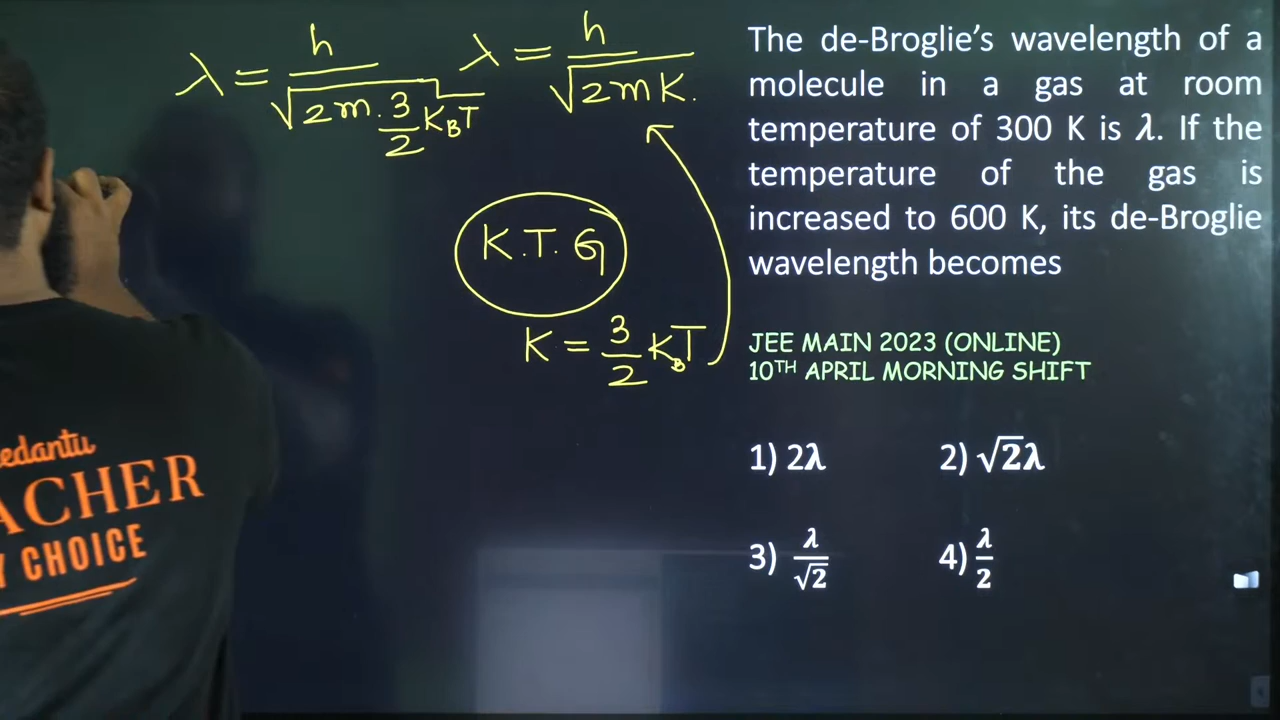 λ = h / √(2m. 3/2 K_B T)
λ = h / √(2mK.)
K.T.G
K = 3/2 K_B T
The de-Broglie’s wavelength of a
molecule in a gas at room
temperature of 300 K is λ. If the
temperature of the gas is
increased to 600 K, its de-Broglie
wavelength becomes
JEE MAIN 2023 (ONLINE)
10TH APRIL MORNING SHIFT
1) 2λ 2) √2λ
3) λ/√2 4) λ/2
edantu
ACHER
Y CHOICE